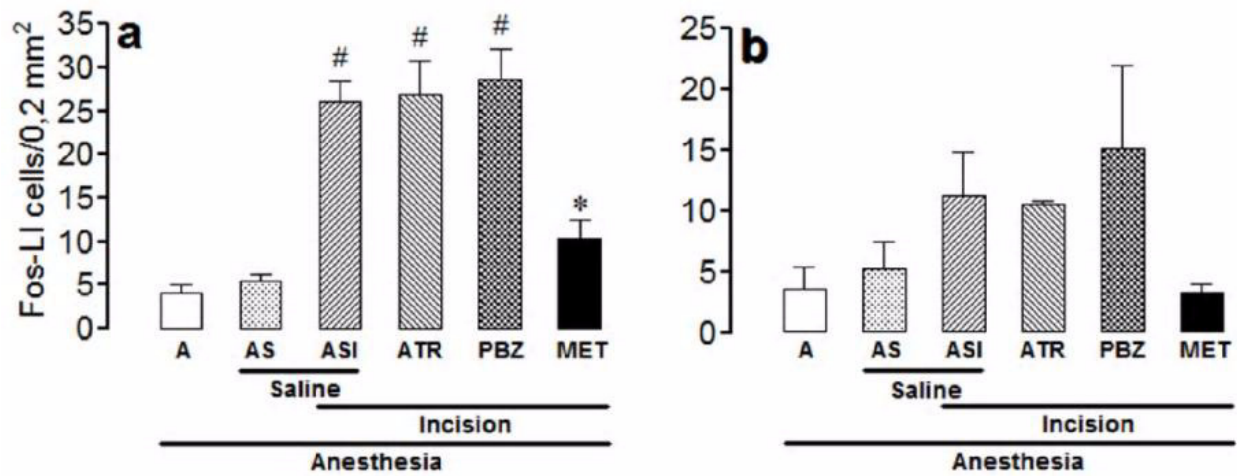 a
Fos-LI cells/0,2 mm²
35
30
25
20
15
10
5
0
# # #
*
A AS ASI ATR PBZ MET
Saline
Incision
Anesthesia
b
25
20
15
10
5
0
A AS ASI ATR PBZ MET
Saline
Incision
Anesthesia